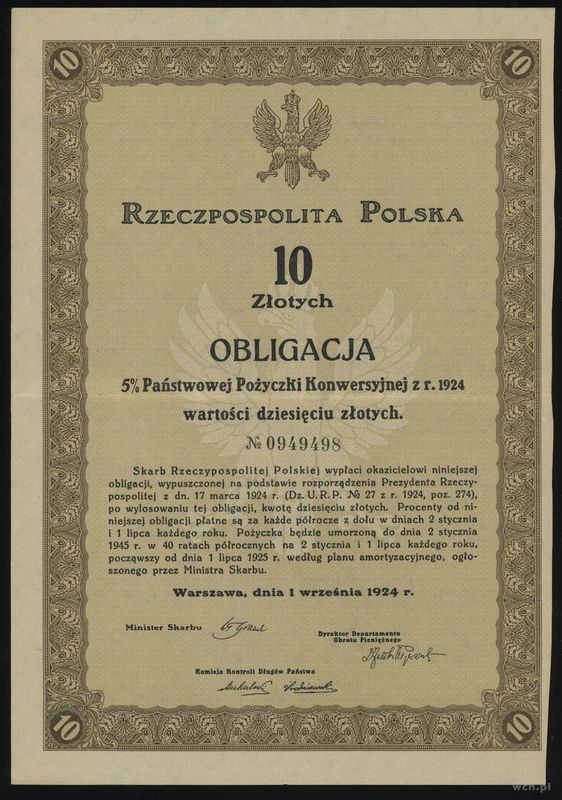 10 10
Rzeczpospolita Polska
10
Złotych
OBLIGACJA
5% Państwowej Pożyczki Konwersyjnej z r. 1924
wartości dziesięciu złotych.
№ 0949498
Skarb Rzeczypospolitej Polskiej wypłaci okazicielowi niniejszej
obligacji, wypuszczonej na podstawie rozporządzenia Prezydenta Rzeczy-
pospolitej z dn. 17 marca 1924 r. (Dz. U. R. P. № 27 z r. 1924, poz. 274),
po wylosowaniu tej obligacji, kwotę dziesięciu złotych. Procenty od ni-
niejszej obligacji płatne są za każde półrocze z dołu w dniach 2 stycznia
i 1 lipca każdego roku. Pożyczka będzie umorzoną do dnia 2 stycznia
1945 r. w 40 ratach półrocznych na 2 stycznia i 1 lipca każdego roku,
począwszy od dnia 1 lipca 1925 r. według planu amortyzacyjnego, ogło-
szonego przez Ministra Skarbu.
Warszawa, dnia 1 września 1924 r.
Minister Skarbu
Dyrektor Departamentu
Obrotu Pieniężnego
Komisja Kontroli Długów Państwa
10 10
wcn.pl